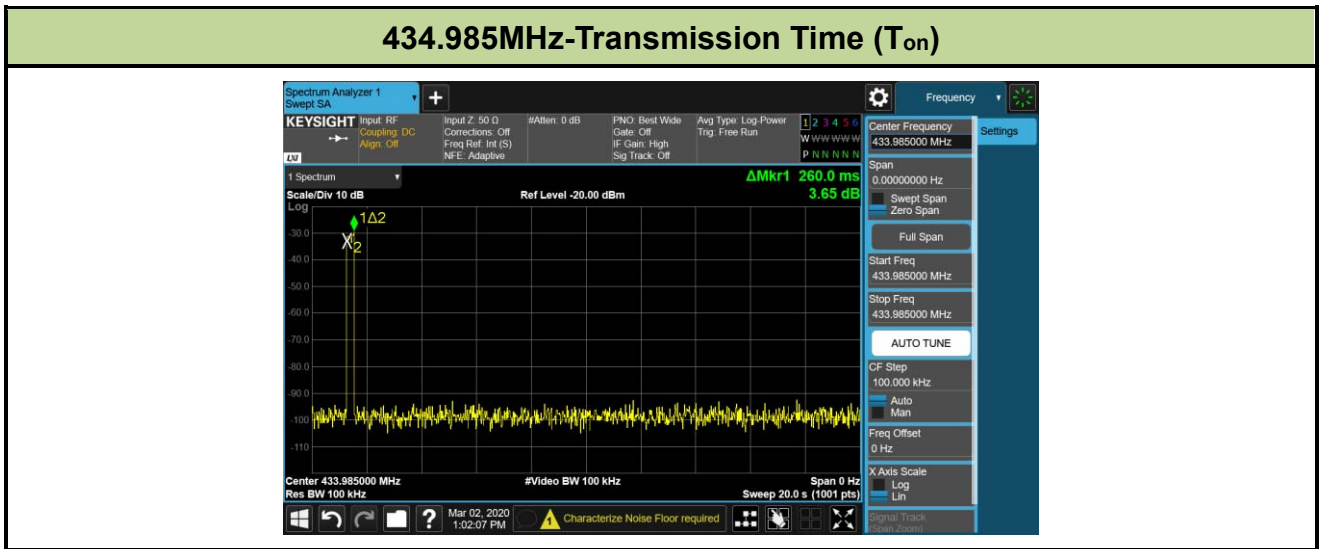 434.985MHz-Transmission Time (Ton)
Spectrum Analyzer 1
Swept SA
+
Frequency
KEYSIGHT
Input: RF
Coupling: DC
Align: Off
Input Z: 50 Ω
Corrections: Off
Freq Ref: Int (S)
NFE: Adaptive
#Atten: 0 dB
PNO: Best Wide
Gate: Off
IF Gain: High
Sig Track: Off
Avg Type: Log-Power
Trig: Free Run
1 2 3 4 5 6
W W W W W W
P N N N N N
LXI
1 Spectrum
Scale/Div 10 dB
Ref Level -20.00 dBm
ΔMkr1 260.0 ms
3.65 dB
Log
1Δ2
X2
-30.0
-40.0
-50.0
-60.0
-70.0
-80.0
-90.0
-100
-110
Center 433.985000 MHz
#Video BW 100 kHz
Span 0 Hz
Res BW 100 kHz
Sweep 20.0 s (1001 pts)
Center Frequency
433.985000 MHz
Settings
Span
0.00000000 Hz
Swept Span
Zero Span
Full Span
Start Freq
433.985000 MHz
Stop Freq
433.985000 MHz
AUTO TUNE
CF Step
100.000 kHz
Auto
Man
Freq Offset
0 Hz
X Axis Scale
Log
Lin
Signal Track
(Span Zoom)
?
Mar 02, 2020
1:02:07 PM
1
Characterize Noise Floor required